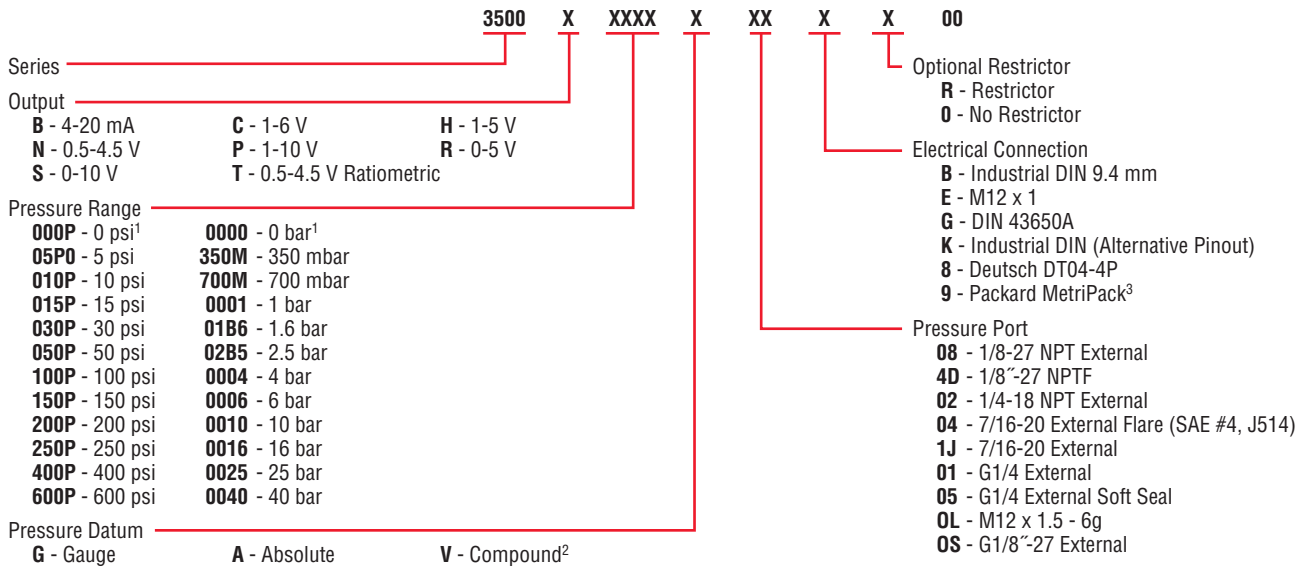 3500 X XXXX X XX X X 00
Series
Output
B - 4-20 mA C - 1-6 V H - 1-5 V
N - 0.5-4.5 V P - 1-10 V R - 0-5 V
S - 0-10 V T - 0.5-4.5 V Ratiometric
Pressure Range
000P - 0 psi¹ 0000 - 0 bar¹
05P0 - 5 psi 350M - 350 mbar
010P - 10 psi 700M - 700 mbar
015P - 15 psi 0001 - 1 bar
030P - 30 psi 01B6 - 1.6 bar
050P - 50 psi 02B5 - 2.5 bar
100P - 100 psi 0004 - 4 bar
150P - 150 psi 0006 - 6 bar
200P - 200 psi 0010 - 10 bar
250P - 250 psi 0016 - 16 bar
400P - 400 psi 0025 - 25 bar
600P - 600 psi 0040 - 40 bar
Pressure Datum
G - Gauge A - Absolute V - Compound²
Optional Restrictor
R - Restrictor
0 - No Restrictor
Electrical Connection
B - Industrial DIN 9.4 mm
E - M12 x 1
G - DIN 43650A
K - Industrial DIN (Alternative Pinout)
8 - Deutsch DT04-4P
9 - Packard MetriPack³
Pressure Port
08 - 1/8-27 NPT External
4D - 1/8˝-27 NPTF
02 - 1/4-18 NPT External
04 - 7/16-20 External Flare (SAE #4, J514)
1J - 7/16-20 External
01 - G1/4 External
05 - G1/4 External Soft Seal
OL - M12 x 1.5 - 6g
OS - G1/8˝-27 External